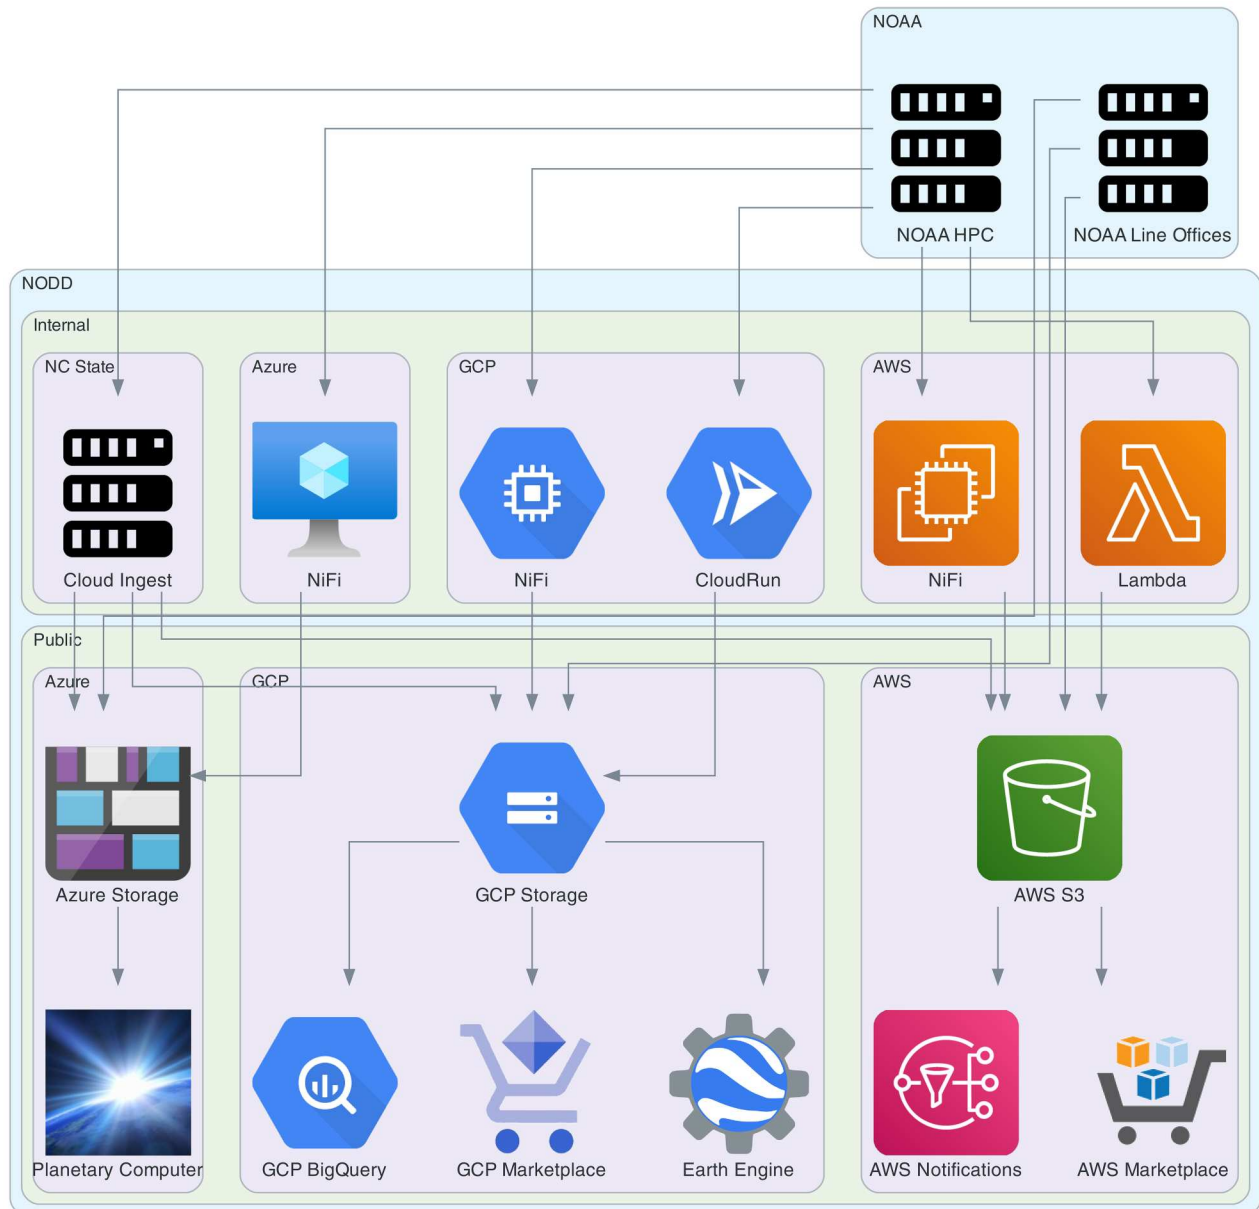 NOAA
NOAA HPC
NOAA Line Offices
NODD
Internal
NC State
Azure
GCP
AWS
Cloud Ingest
NiFi
NiFi
CloudRun
NiFi
Lambda
Public
Azure
GCP
AWS
Azure Storage
GCP Storage
AWS S3
Planetary Computer
GCP BigQuery
GCP Marketplace
Earth Engine
AWS Notifications
AWS Marketplace